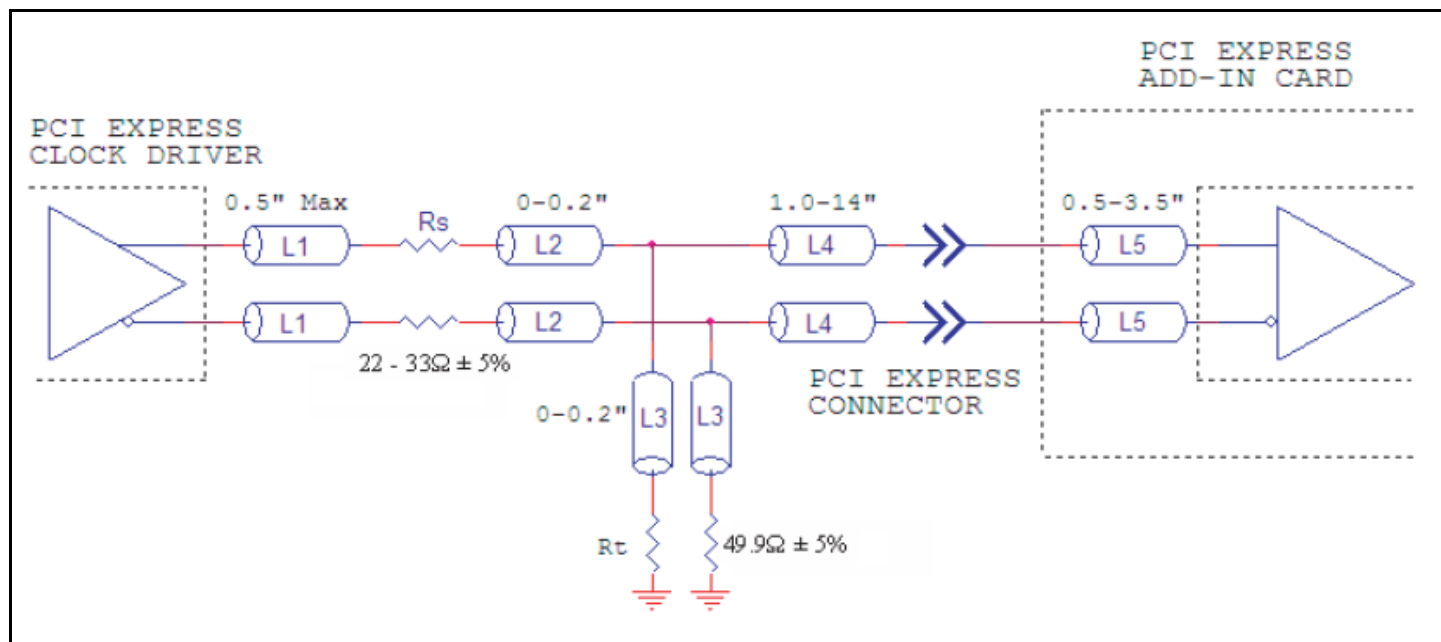 PCI EXPRESS
ADD-IN CARD
PCI EXPRESS
CLOCK DRIVER
0.5" Max
Rs
0-0.2"
1.0-14"
0.5-3.5"
L1
L2
L4
L5
L1
L2
L4
L5
22 - 33Ω ± 5%
PCI EXPRESS
CONNECTOR
0-0.2"
L3
L3
Rt
49.9Ω ± 5%